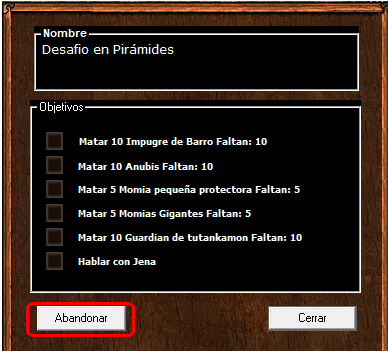 Nombre
Desafio en Pirámides
Objetivos
Matar 10 Impugre de Barro Faltan: 10
Matar 10 Anubis Faltan: 10
Matar 5 Momia pequeña protectora Faltan: 5
Matar 5 Momias Gigantes Faltan: 5
Matar 10 Guardian de tutankamon Faltan: 10
Hablar con Jena
Abandonar
Cerrar